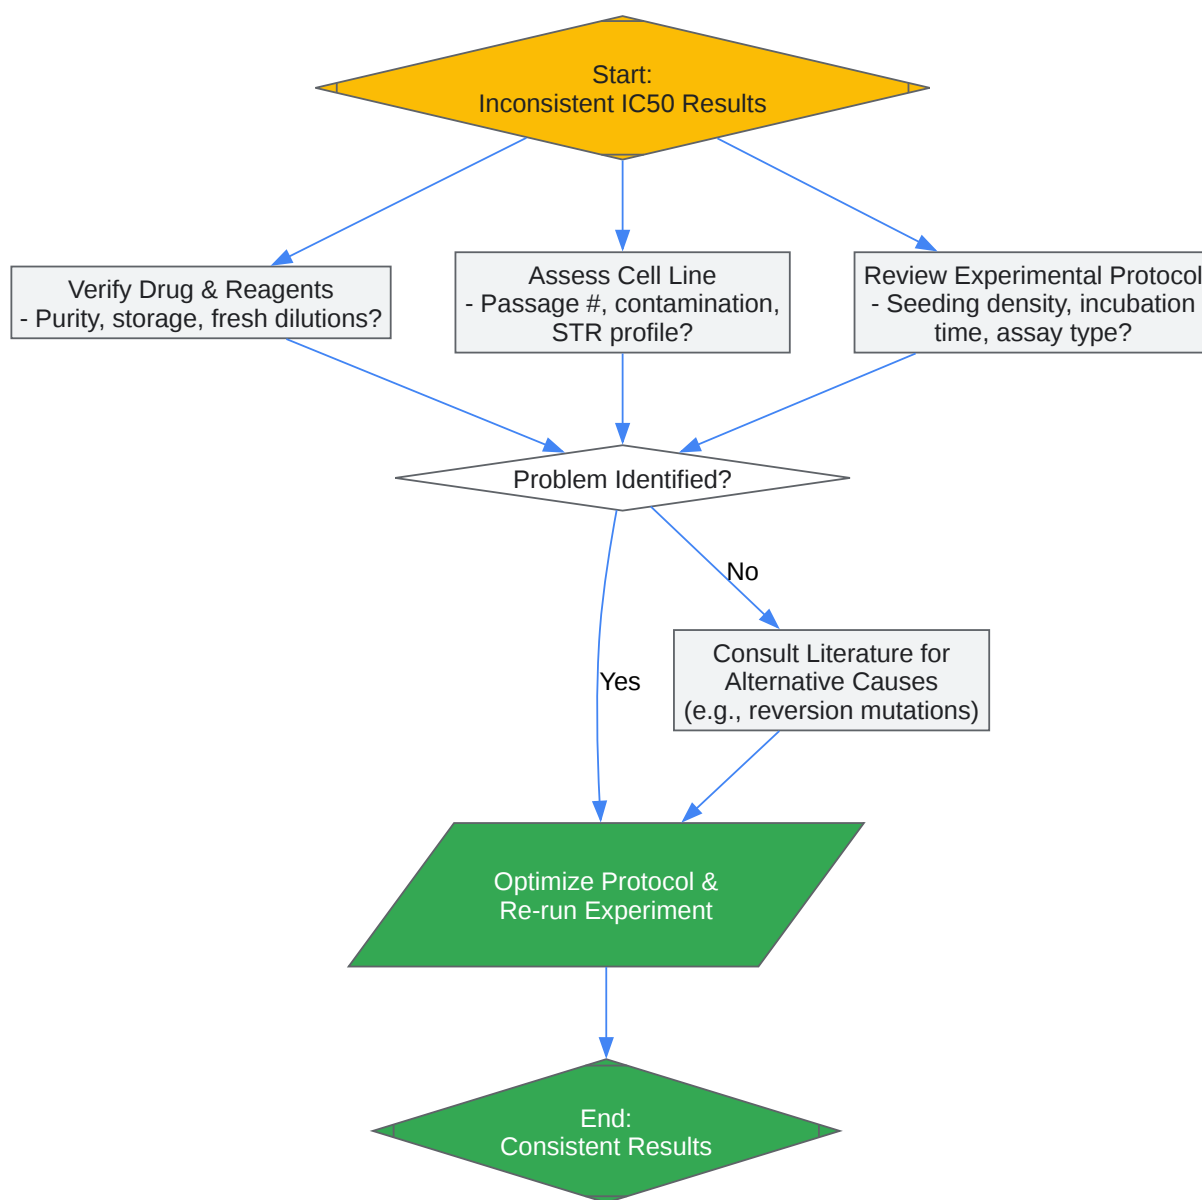 Start:
Inconsistent IC50 Results
Verify Drug & Reagents
- Purity, storage, fresh dilutions?
Assess Cell Line
- Passage #, contamination,
STR profile?
Review Experimental Protocol
- Seeding density, incubation
time, assay type?
Problem Identified?
No
Consult Literature for
Alternative Causes
(e.g., reversion mutations)
Yes
Optimize Protocol &
Re-run Experiment
End:
Consistent Results